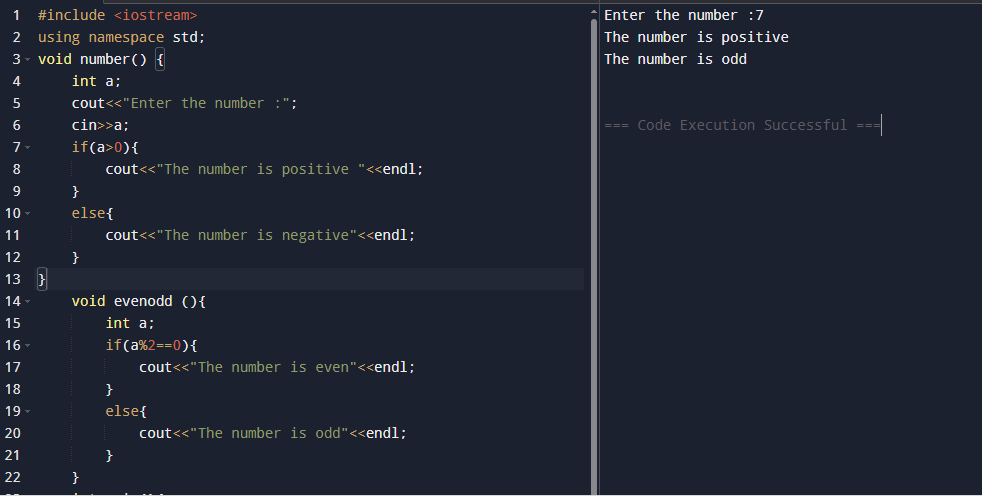 1 #include <iostream>
2 using namespace std;
3 void number() {
4 int a;
5 cout<<"Enter the number :";
6 cin>>a;
7 if(a>0){
8 cout<<"The number is positive "<<endl;
9 }
10 else{
11 cout<<"The number is negative"<<endl;
12 }
13 }
14 void evenodd (){
15 int a;
16 if(a%2==0){
17 cout<<"The number is even"<<endl;
18 }
19 else{
20 cout<<"The number is odd"<<endl;
21 }
22 }
Enter the number :7
The number is positive
The number is odd
=== Code Execution Successful ===